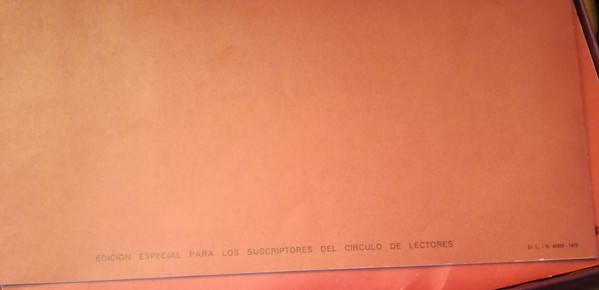 EDICION ESPECIAL PARA LOS SUSCRIPTORES DEL CIRCULO DE LECTORES